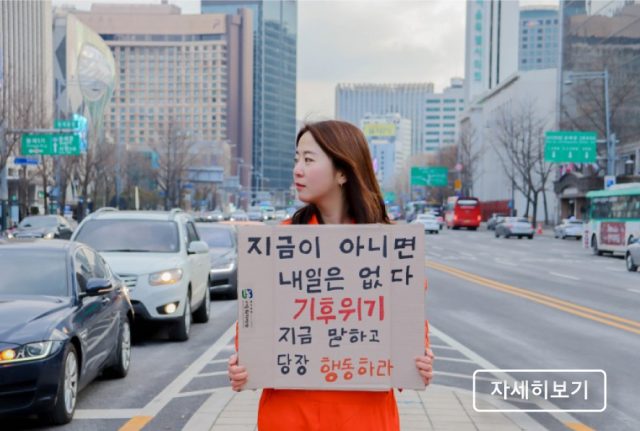 지금이 아니면
내일은 없다
기후위기
지금 말하고
당장 행동하라
자세히보기